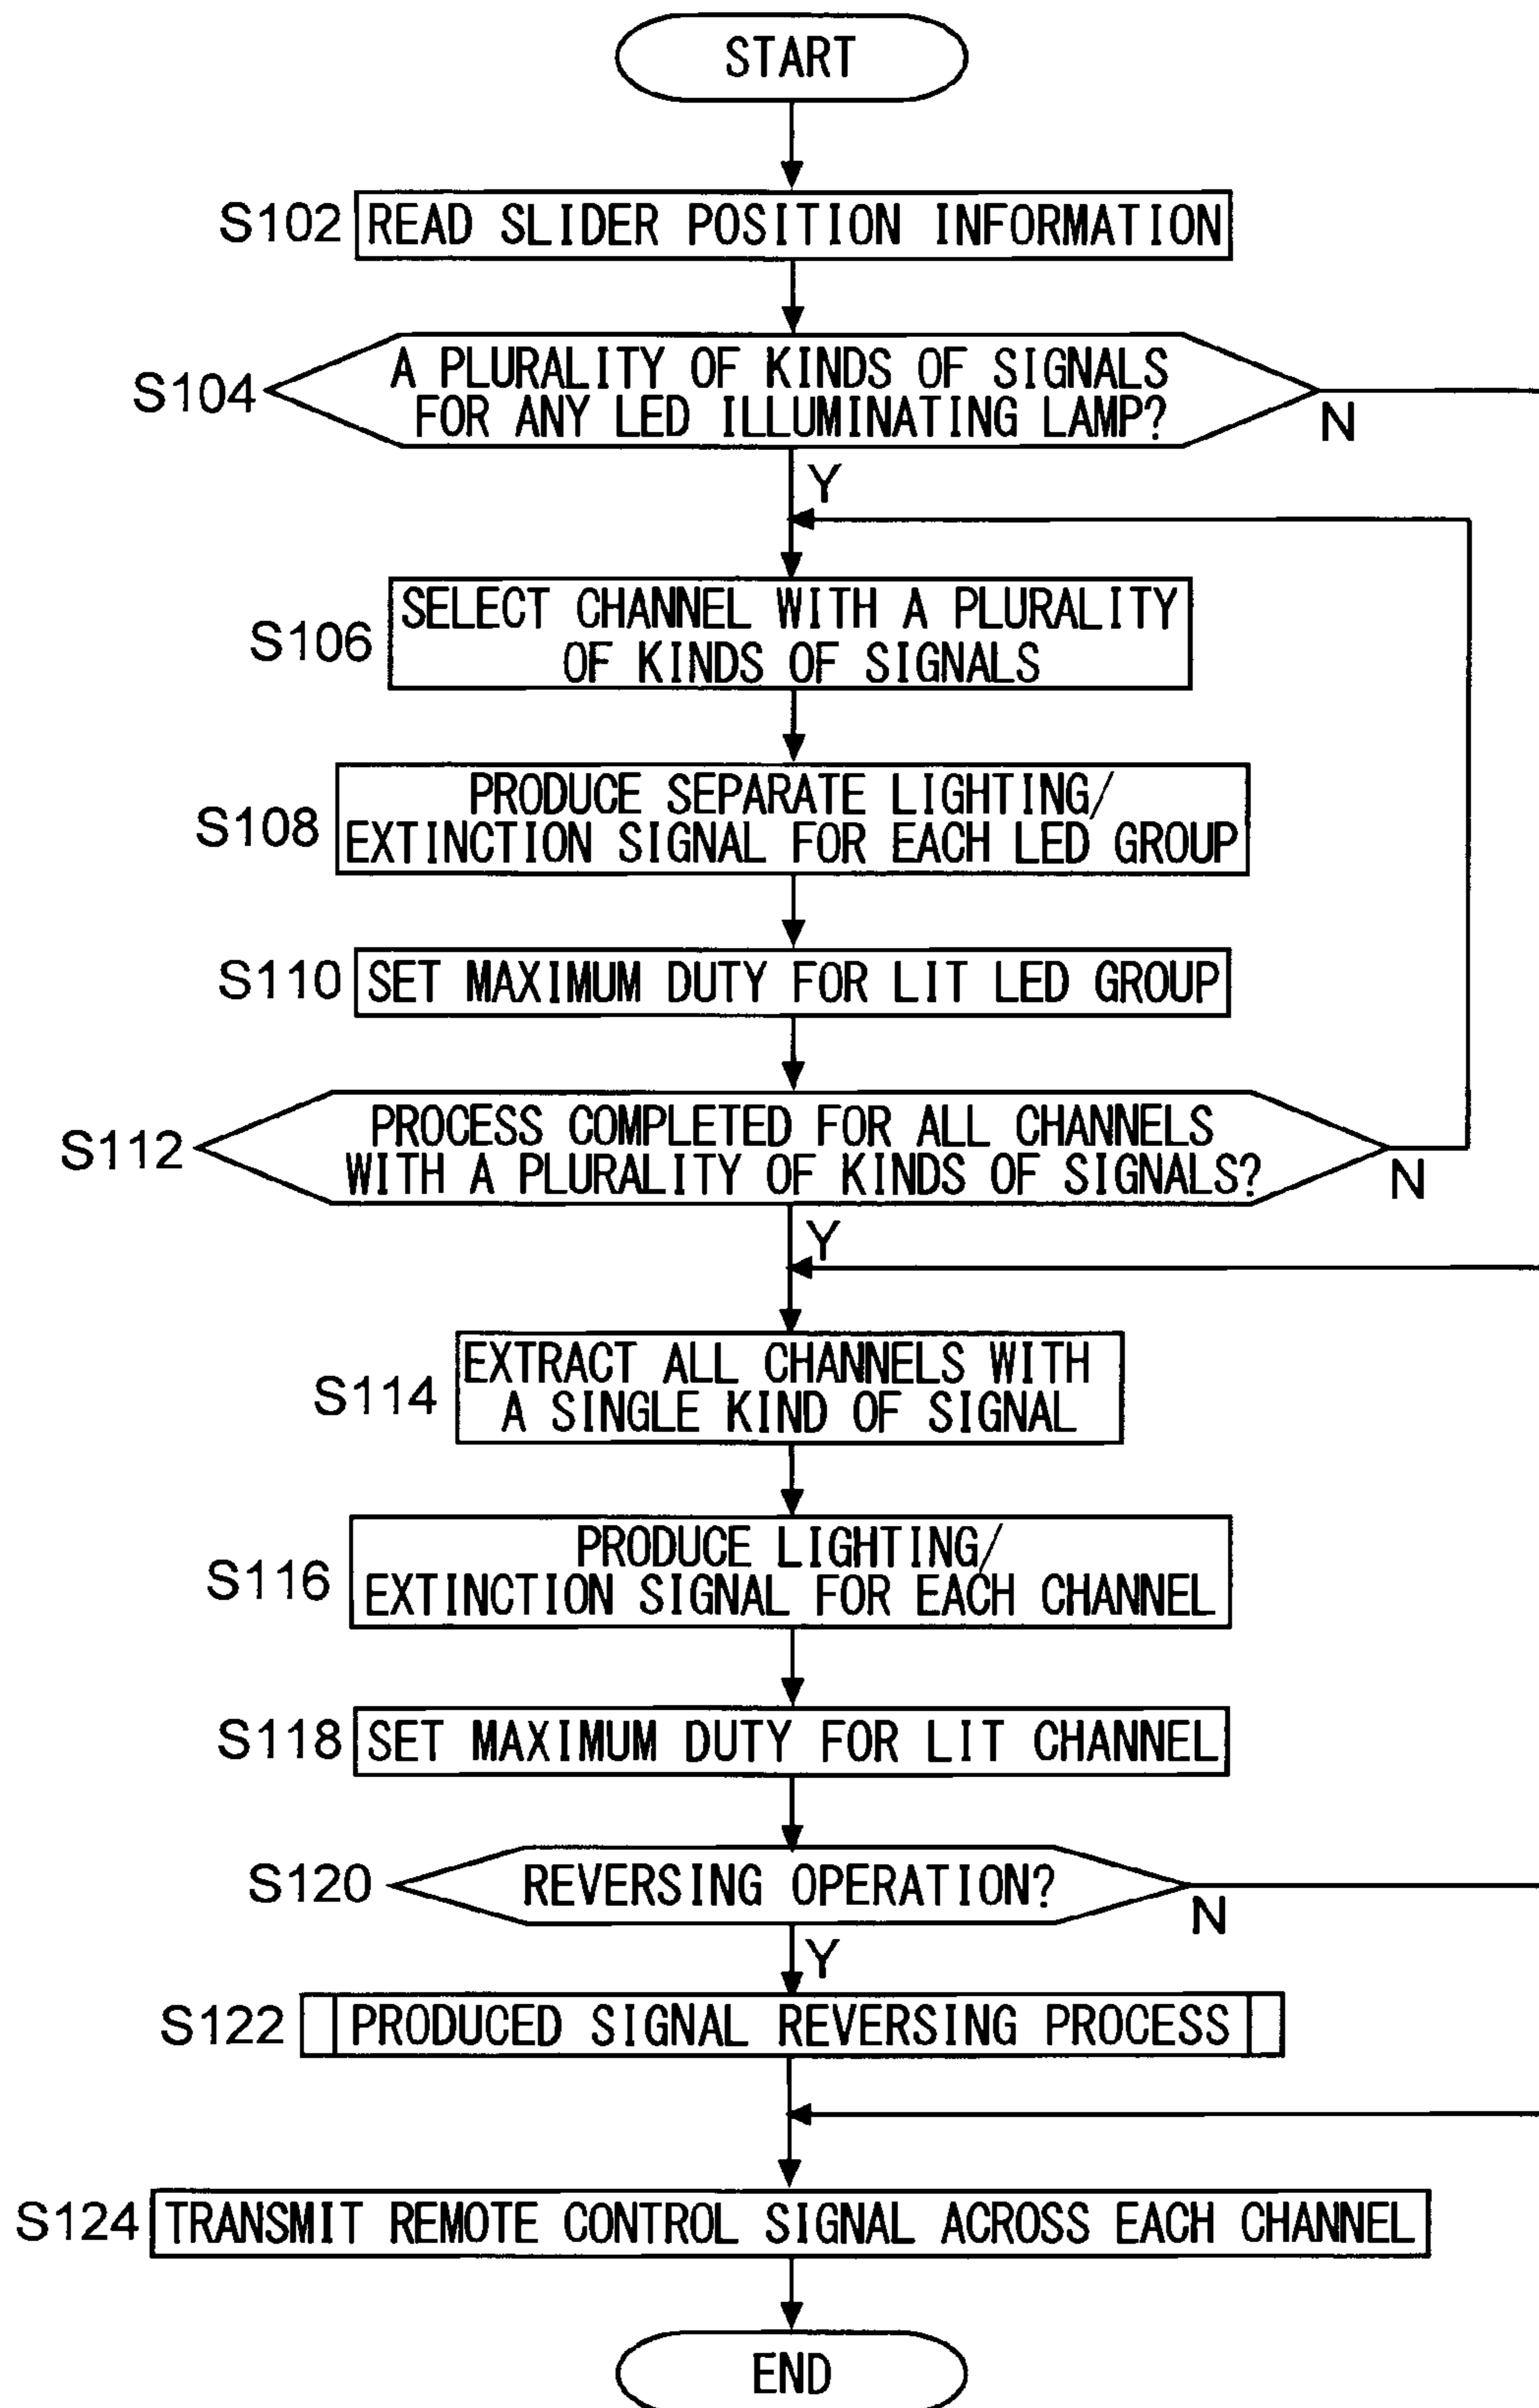 START
S102
READ SLIDER POSITION INFORMATION
S104
A PLURALITY OF KINDS OF SIGNALS
FOR ANY LED ILLUMINATING LAMP?
N
Y
S106
SELECT CHANNEL WITH A PLURALITY
OF KINDS OF SIGNALS
S108
PRODUCE SEPARATE LIGHTING/
EXTINCTION SIGNAL FOR EACH LED GROUP
S110
SET MAXIMUM DUTY FOR LIT LED GROUP
S112
PROCESS COMPLETED FOR ALL CHANNELS
WITH A PLURALITY OF KINDS OF SIGNALS?
N
Y
S114
EXTRACT ALL CHANNELS WITH
A SINGLE KIND OF SIGNAL
S116
PRODUCE LIGHTING/
EXTINCTION SIGNAL FOR EACH CHANNEL
S118
SET MAXIMUM DUTY FOR LIT CHANNEL
S120
REVERSING OPERATION?
N
Y
S122
PRODUCED SIGNAL REVERSING PROCESS
S124
TRANSMIT REMOTE CONTROL SIGNAL ACROSS EACH CHANNEL
END